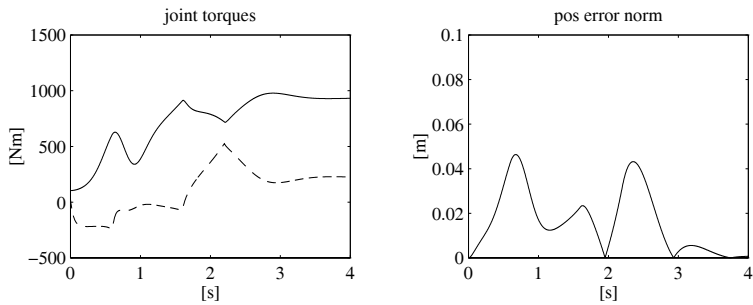 joint torques
1500
1000
500
0
−500
[Nm]
0 1 2 3 4
[s]
pos error norm
0.1
0.08
0.06
0.04
0.02
0
[m]
0 1 2 3 4
[s]